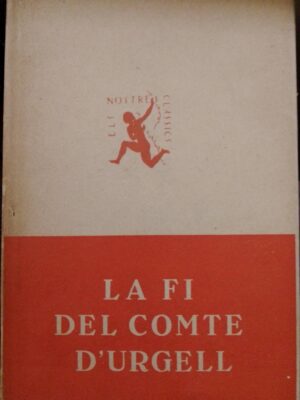 ELS NOSTRES CLÀSSICS
LA FI
DEL COMTE
D'URGELL